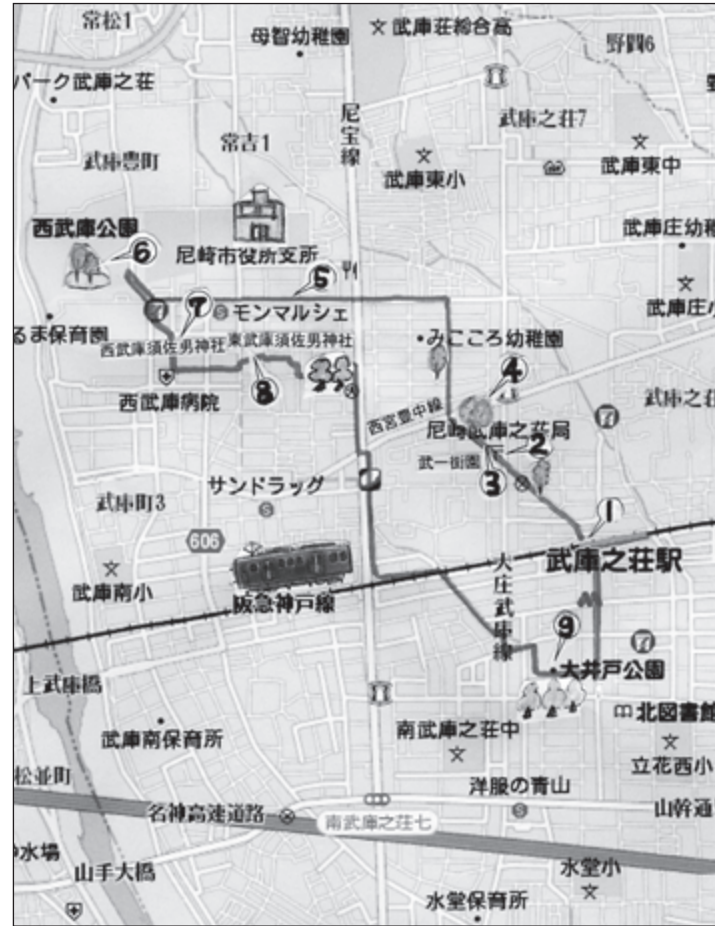 常松1
母智幼稚園
武庫荘総合高
野間6
パーク武庫之荘
尼宝線
武庫之荘7
武庫豊町
常吉1
武庫東小
武庫東中
西武庫公園
6
尼崎市役所支所
武庫庄幼稚
5
武庫庄小
7
モンマルシェ
るま保育園
西武庫須佐男神社
東武庫須佐男神社
みこころ幼稚園
4
8
西武庫病院
西宮豊中線
尼崎武庫之荘局
武庫之荘
2
武一街園
3
武庫町3
サンドラッグ
1
606
大庄武庫線
武庫之荘駅
武庫南小
阪急神戸線
9
大井戸公園
上武庫橋
北図書館
武庫南保育所
南武庫之荘中
立花西小
松並町
洋服の青山
名神高速道路
南武庫之荘七
山幹通
水場
山手大橋
水堂小
水堂保育所